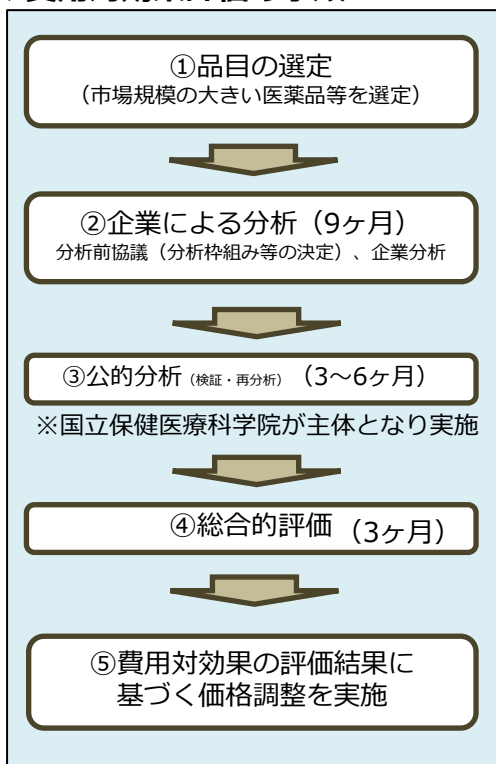 ①品目の選定
(市場規模の大きい医薬品等を選定)
②企業による分析(9ヶ月)
分析前協議(分析枠組み等の決定)、企業分析
③公的分析(検証・再分析)(3～6ヶ月)
※国立保健医療科学院が主体となり実施
④総合的評価(3ヶ月)
⑤費用対効果の評価結果に
基づく価格調整を実施